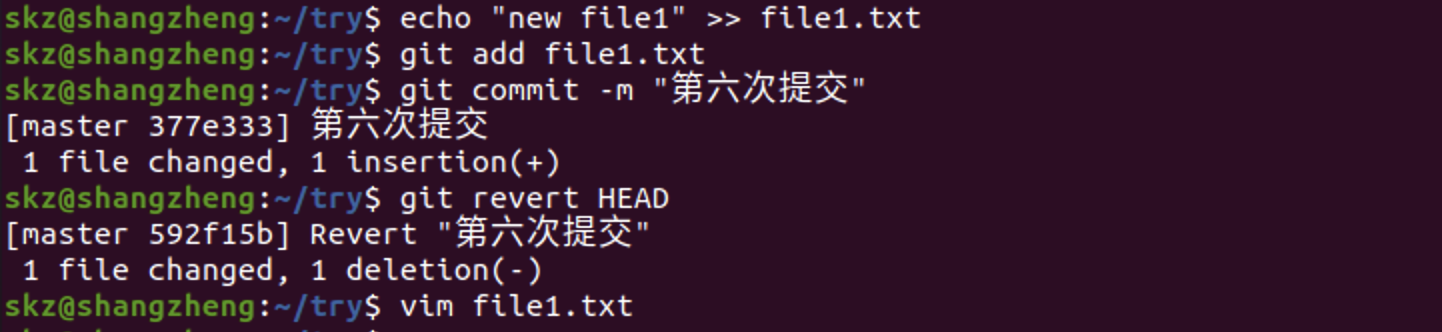 skz@shangzheng:~/try$ echo "new file1" >> file1.txt
skz@shangzheng:~/try$ git add file1.txt
skz@shangzheng:~/try$ git commit -m "第六次提交"
[master 377e333] 第六次提交
 1 file changed, 1 insertion(+)
skz@shangzheng:~/try$ git revert HEAD
[master 592f15b] Revert "第六次提交"
 1 file changed, 1 deletion(-)
skz@shangzheng:~/try$ vim file1.txt